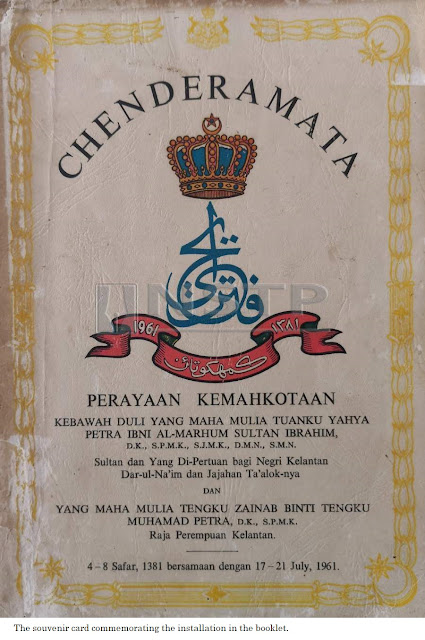 CHENDERAMATA
NSTP
1961 ١٣٨١
کمهکوتائن
PERAYAAN KEMAHKOTAAN
KEBAWAH DULI YANG MAHA MULIA TUANKU YAHYA
PETRA IBNI AL-MARHUM SULTAN IBRAHIM,
D.K., S.P.M.K., S.J.M.K., D.M.N., S.M.N.
Sultan dan Yang Di-Pertuan bagi Negri Kelantan
Dar-ul-Na'im dan Jajahan Ta'alok-nya
DAN
YANG MAHA MULIA TENGKU ZAINAB BINTI TENGKU
MUHAMAD PETRA, D.K., S.P.M.K.
Raja Perempuan Kelantan.
4–8 Safar, 1381 bersamaan dengan 17–21 July, 1961.
The souvenir card commemorating the installation in the booklet.